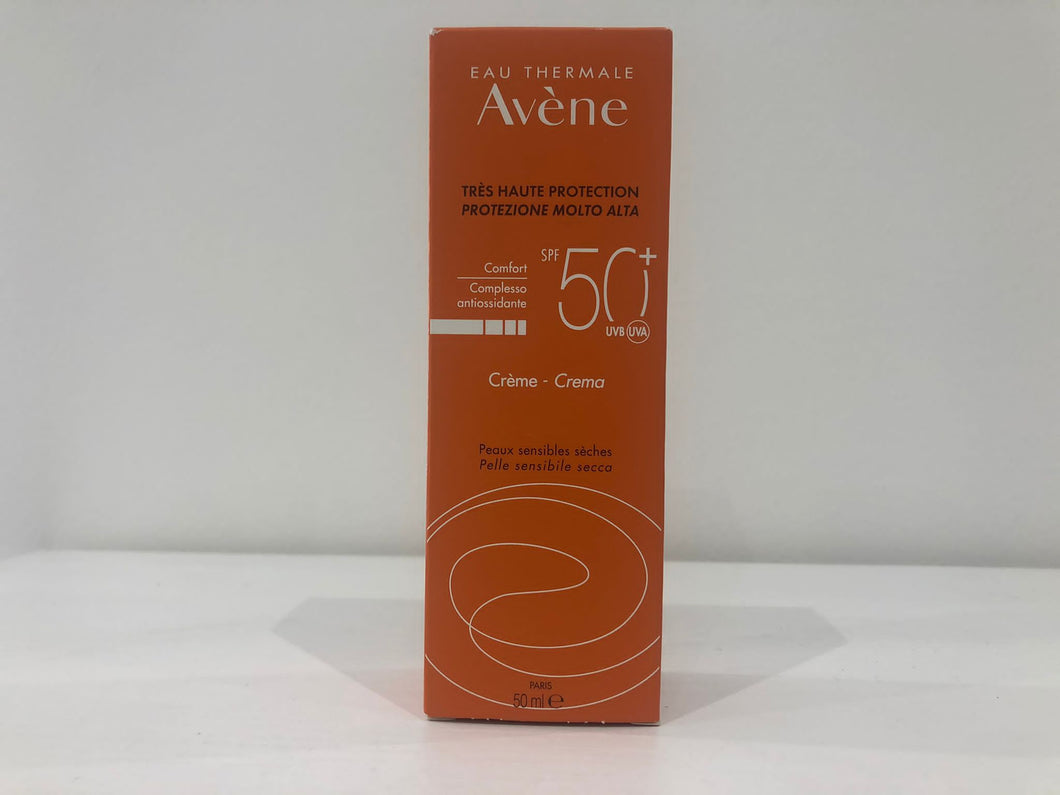 EAU THERMALE
Avène
TRÈS HAUTE PROTECTION
PROTEZIONE MOLTO ALTA
Comfort
Complesso
antiossidante
SPF 50+
UVB UVA
Crème - Crema
Peaux sensibles sèches
Pelle sensibile secca
PARIS
50 ml ℮